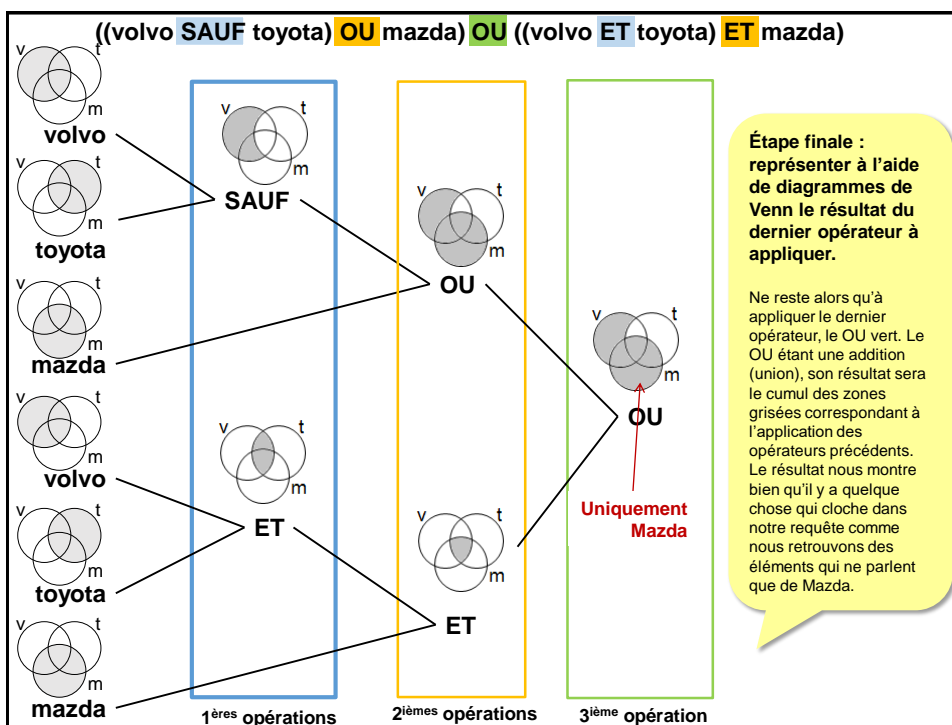 ((volvo SAUF toyota) OU mazda) OU ((volvo ET toyota) ET mazda)
v t
m
volvo
v t
m
toyota
v t
m
mazda
v t
m
volvo
v t
m
toyota
v t
m
mazda
v t
m
SAUF
v t
m
ET
1ères opérations
v t
m
OU
v t
m
ET
2ièmes opérations
v t
m
OU
Uniquement
Mazda
3ième opération
Étape finale :
représenter à l’aide
de diagrammes de
Venn le résultat du
dernier opérateur à
appliquer.
Ne reste alors qu’à
appliquer le dernier
opérateur, le OU vert. Le
OU étant une addition
(union), son résultat sera
le cumul des zones
grisées correspondant à
l’application des
opérateurs précédents.
Le résultat nous montre
bien qu’il y a quelque
chose qui cloche dans
notre requête comme
nous retrouvons des
éléments qui ne parlent
que de Mazda.